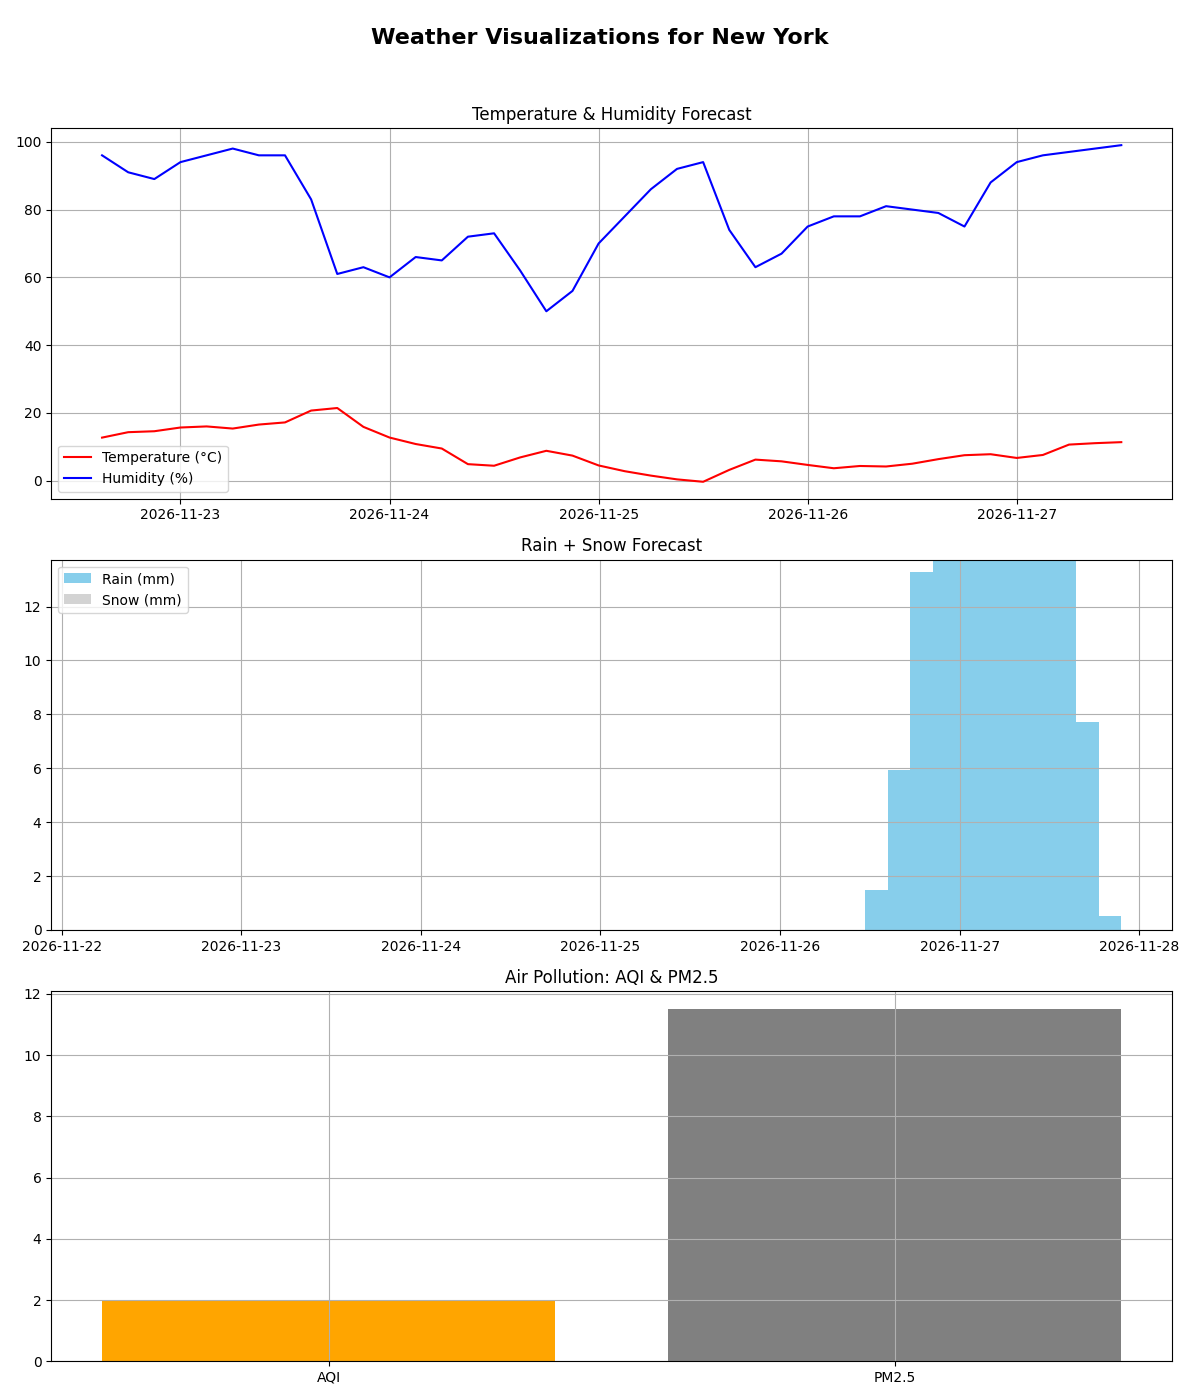 Weather Visualizations for New York
Temperature & Humidity Forecast
100
80
60
40
20
0
Temperature (°C)
Humidity (%)
2026-11-23 2026-11-24 2026-11-25 2026-11-26 2026-11-27
Rain + Snow Forecast
Rain (mm)
Snow (mm)
12
10
8
6
4
2
0
2026-11-22 2026-11-23 2026-11-24 2026-11-25 2026-11-26 2026-11-27 2026-11-28
Air Pollution: AQI & PM2.5
12
10
8
6
4
2
0
AQI PM2.5